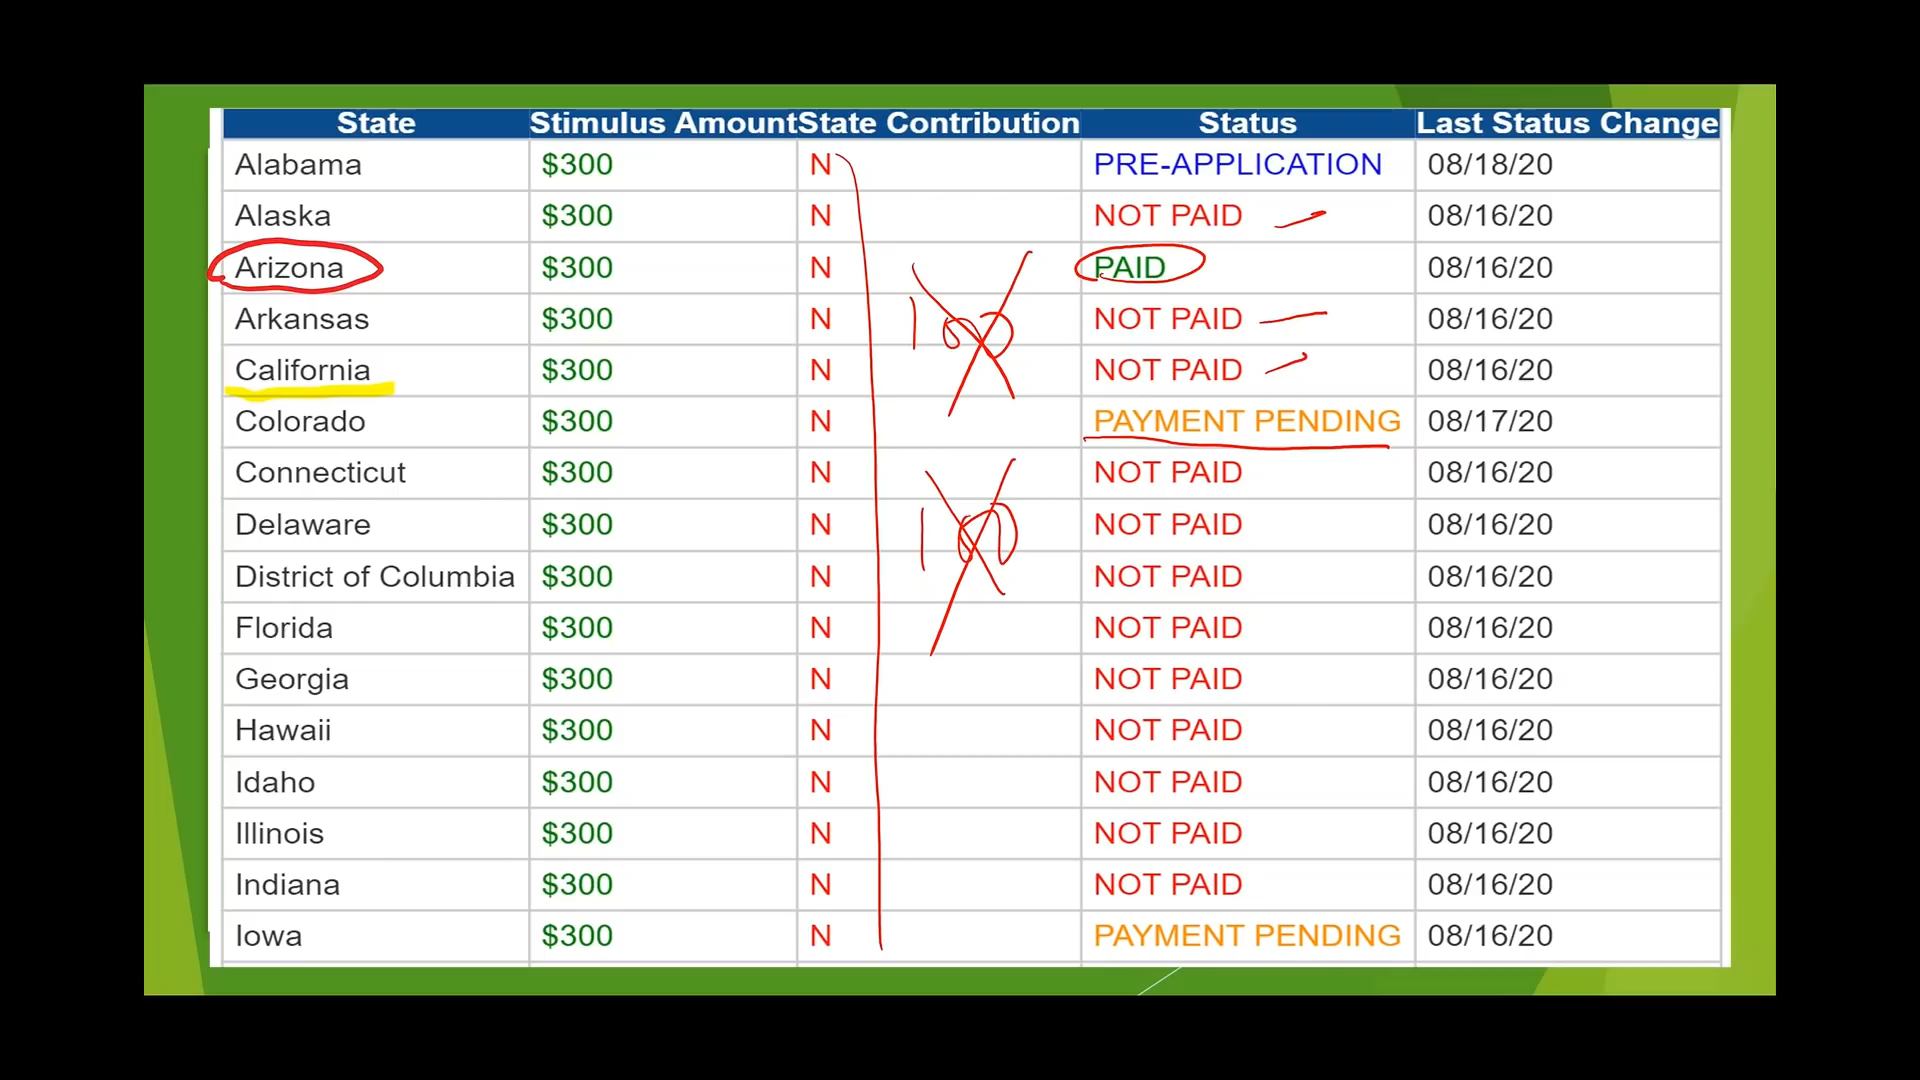 State Stimulus Amount State Contribution Status Last Status Change
Alabama $300 N PRE-APPLICATION 08/18/20
Alaska $300 N NOT PAID 08/16/20
Arizona $300 N PAID 08/16/20
Arkansas $300 N 100 NOT PAID 08/16/20
California $300 N NOT PAID 08/16/20
Colorado $300 N PAYMENT PENDING 08/17/20
Connecticut $300 N NOT PAID 08/16/20
Delaware $300 N 100 NOT PAID 08/16/20
District of Columbia $300 N NOT PAID 08/16/20
Florida $300 N NOT PAID 08/16/20
Georgia $300 N NOT PAID 08/16/20
Hawaii $300 N NOT PAID 08/16/20
Idaho $300 N NOT PAID 08/16/20
Illinois $300 N NOT PAID 08/16/20
Indiana $300 N NOT PAID 08/16/20
Iowa $300 N PAYMENT PENDING 08/16/20